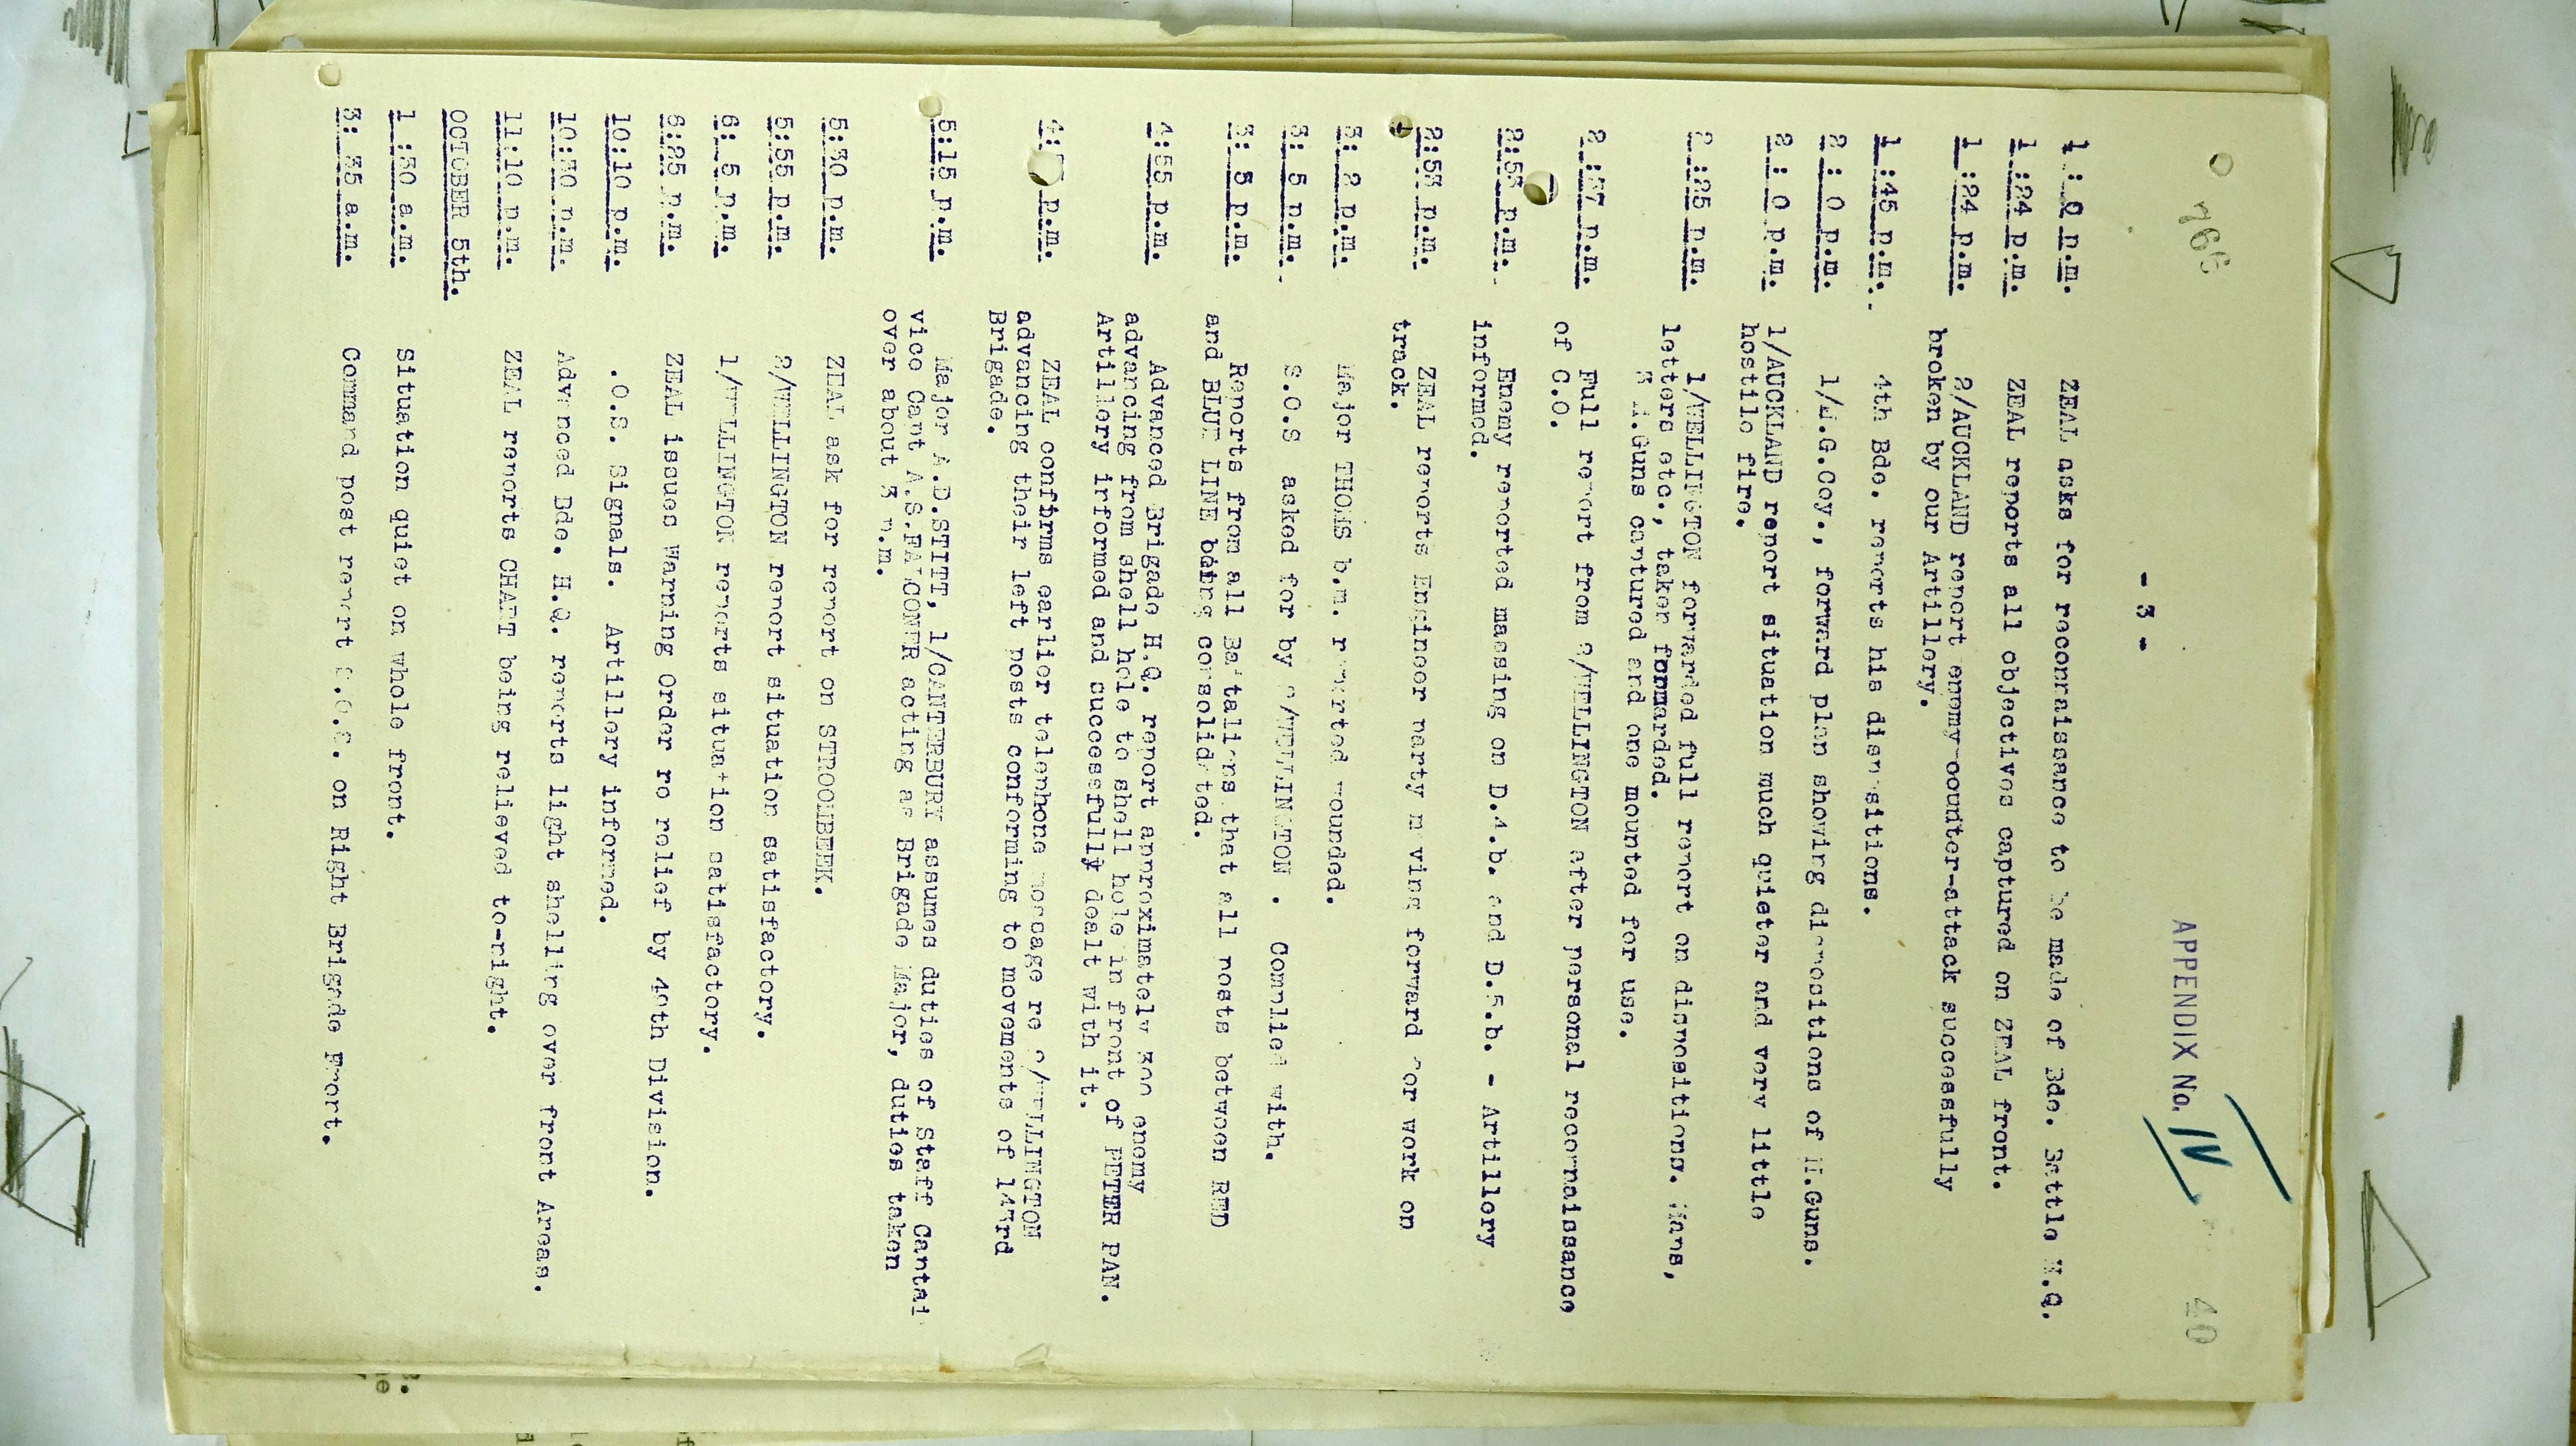 766
- 3 -
APPENDIX No. IV
40
1 : 0 p.m. ZEAL asks for reconnaissance to be made of Bde. Battle H.Q.
1 :24 p.m. ZEAL reports all objectives captured on ZEAL front.
1 :24 p.m. 2/AUCKLAND report enemy counter-attack successfully
broken by our Artillery.
1 :45 p.m. 4th Bde. reports his dispositions.
2 : 0 p.m. 1/M.G.Coy., forward plan showing dispositions of M.Guns.
2 : 0 p.m. 1/AUCKLAND report situation much quieter and very little
hostile fire.
2 :25 p.m. 1/WELLINGTON forwarded full report on dispositions. Maps,
letters etc., taken forwarded.
3 M.Guns captured and one mounted for use.
2 :37 p.m. Full report from 2/WELLINGTON after personal reconnaissance
of C.O.
2:53 p.m. Enemy reported massing on D.4.b. and D.5.b. - Artillery
informed.
2:53 p.m. ZEAL reports Engineer party moving forward for work on
track.
3: 2 p.m. Major THOMS b.m. reported wounded.
3: 5 p.m. S.O.S asked for by 2/WELLINGTON . Complied with.
3: 5 p.m. Reports from all Battalions that all posts between RED
and BLUE LINE being consolidated.
4:55 p.m. Advanced Brigade H.Q. report approximately 300 enemy
advancing from shell hole to shell hole in front of PETER PAN.
Artillery informed and successfully dealt with it.
4: p.m. ZEAL confirms earlier telephone message re 2/WELLINGTON
advancing their left posts conforming to movements of 143rd
Brigade.
5:15 p.m. Major A.D.STITT, 1/CANTERBURY assumes duties of Staff Captai
vice Capt A.S.FALCONER acting as Brigade Major, duties taken
over about 3 p.m.
5:30 p.m. ZEAL ask for report on STROOMBEEK.
5:55 p.m. 2/WELLINGTON report situation satisfactory.
6: 5 p.m. 1/WELLINGTON reports situation satisfactory.
6:25 p.m. ZEAL issues Warning Order re relief by 49th Division.
10:10 p.m. .O.S. Signals. Artillery informed.
10:30 p.m. Advanced Bde. H.Q. reports light shelling over front Areas.
11:10 p.m. ZEAL reports CHAFT being relieved to-night.
OCTOBER 5th.
1 :30 a.m. Situation quiet on whole front.
3: 35 a.m. Command post report S.O.S. on Right Brigade Front.